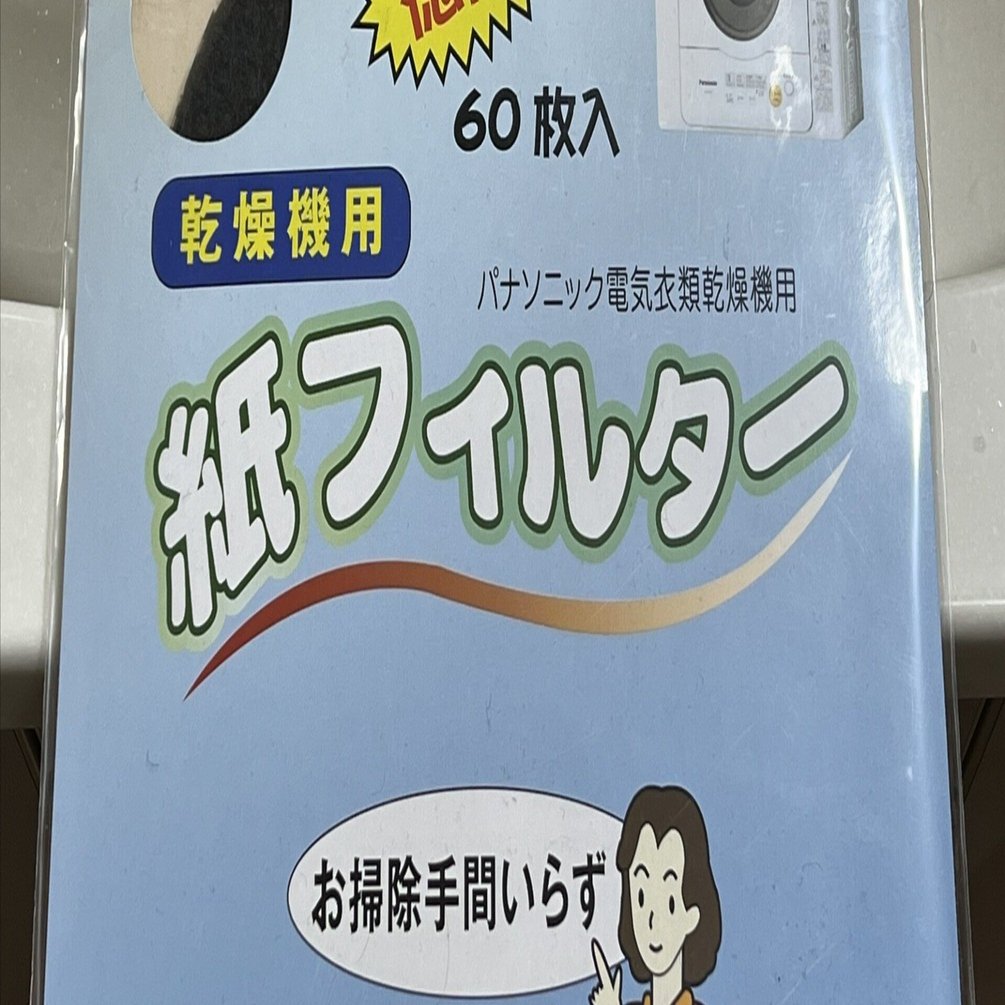 Panasonic
60枚入
乾燥機用
パナソニック電気衣類乾燥機用
紙フィルター
お掃除手間いらず